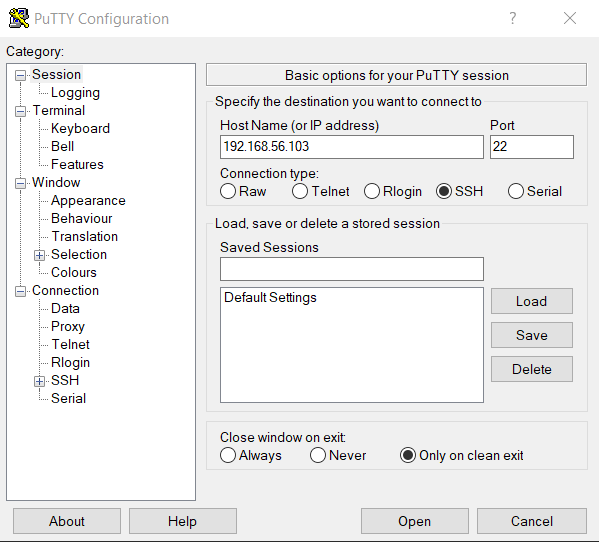 PuTTY Configuration
?
Category:
Session
Logging
Terminal
Keyboard
Bell
Features
Window
Appearance
Behaviour
Translation
Selection
Colours
Connection
Data
Proxy
Telnet
Rlogin
SSH
Serial
Basic options for your PuTTY session
Specify the destination you want to connect to
Host Name (or IP address) Port
192.168.56.103 22
Connection type:
Raw Telnet Rlogin SSH Serial
Load, save or delete a stored session
Saved Sessions
Default Settings
Load
Save
Delete
Close window on exit:
Always Never Only on clean exit
About Help Open Cancel